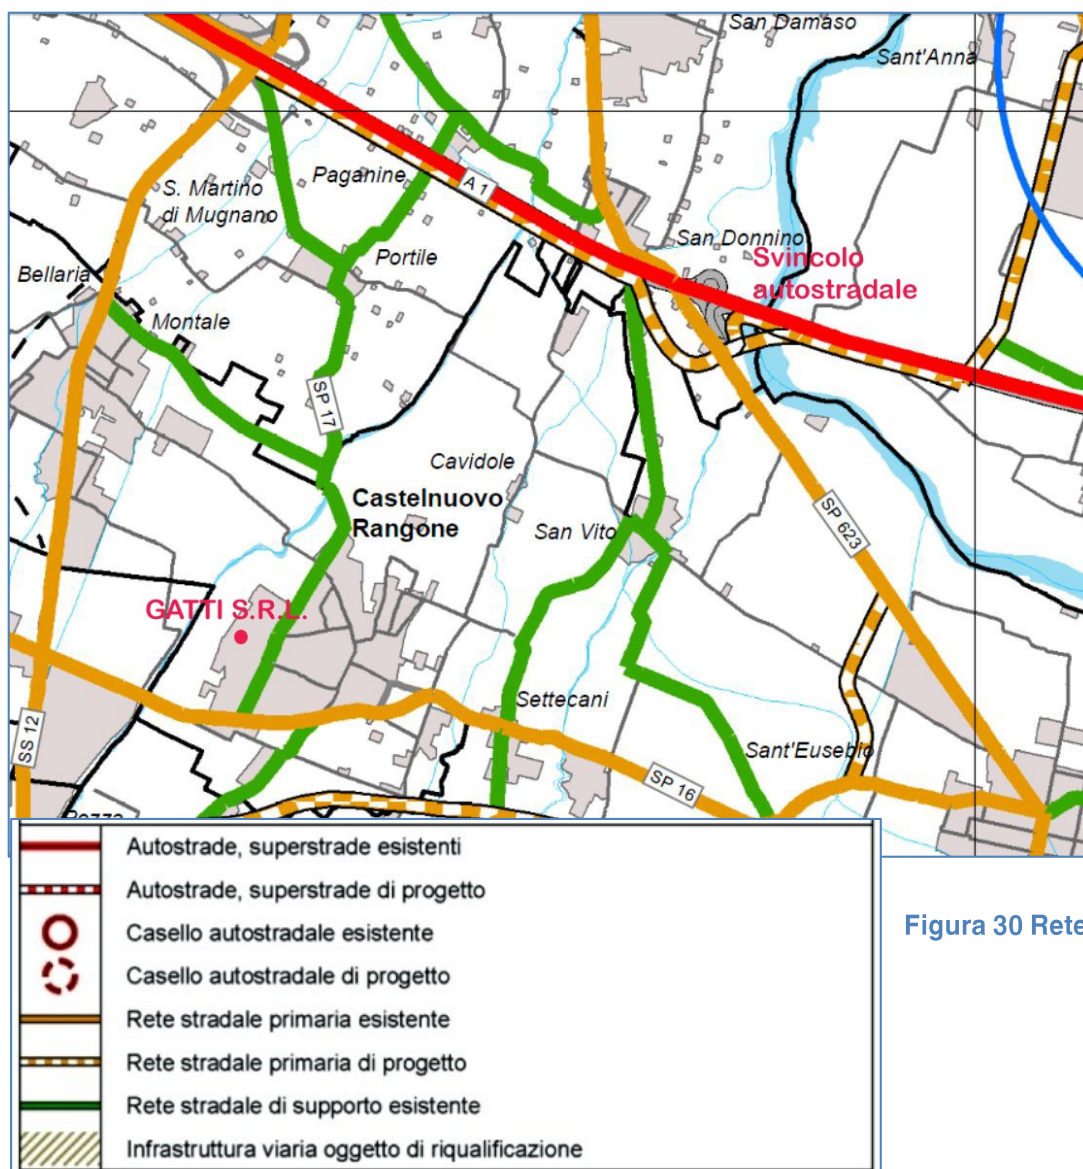 San Damaso
Sant'Anna
Paganine
A 1
S. Martino
di Mugnano
San Donnino
Portile
Svincolo
autostradale
Bellaria
Montale
SP 17
Cavidole
Castelnuovo
Rangone
San Vito
SP 623
GATTI S.R.L.
Settecani
SS 12
Sant'Eusebio
SP 16
Autostrade, superstrade esistenti
Autostrade, superstrade di progetto
Casello autostradale esistente
Casello autostradale di progetto
Rete stradale primaria esistente
Rete stradale primaria di progetto
Rete stradale di supporto esistente
Infrastruttura viaria oggetto di riqualificazione
Figura 30 Rete